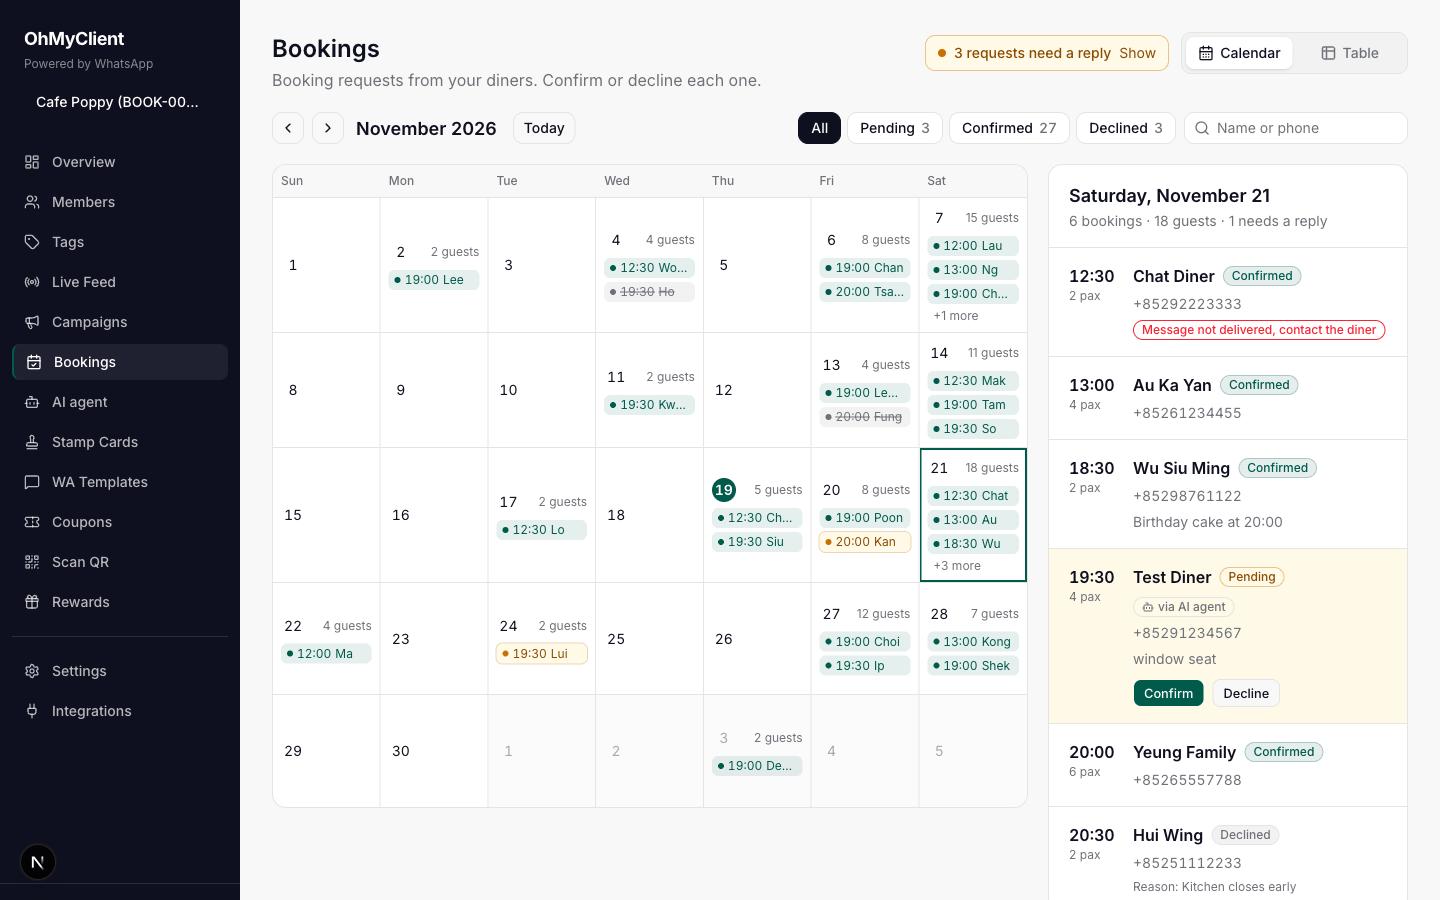 OhMyClient
Powered by WhatsApp
Cafe Poppy (BOOK-00...
Overview
Members
Tags
Live Feed
Campaigns
Bookings
AI agent
Stamp Cards
WA Templates
Coupons
Scan QR
Rewards
Settings
Integrations
N
Bookings
Booking requests from your diners. Confirm or decline each one.
3 requests need a reply Show
Calendar
Table
November 2026
Today
All
Pending 3
Confirmed 27
Declined 3
Name or phone
Sun Mon Tue Wed Thu Fri Sat
1
2 2 guests
19:00 Lee
3
4 4 guests
12:30 Wo...
19:30 Ho
5
6 8 guests
19:00 Chan
20:00 Tsa...
7 15 guests
12:00 Lau
13:00 Ng
19:00 Ch...
+1 more
8
9
10
11 2 guests
19:30 Kw...
12
13 4 guests
19:00 Le...
20:00 Fung
14 11 guests
12:30 Mak
19:00 Tam
19:30 So
15
16
17 2 guests
12:30 Lo
18
19 5 guests
12:30 Ch...
19:30 Siu
20 8 guests
19:00 Poon
20:00 Kan
21 18 guests
12:30 Chat
13:00 Au
18:30 Wu
+3 more
22 4 guests
12:00 Ma
23
24 2 guests
19:30 Lui
25
26
27 12 guests
19:00 Choi
19:30 Ip
28 7 guests
13:00 Kong
19:00 Shek
29
30
1
2
3 2 guests
19:00 De...
4
5
Saturday, November 21
6 bookings · 18 guests · 1 needs a reply
12:30 Chat Diner Confirmed
2 pax
+85292223333
Message not delivered, contact the diner
13:00 Au Ka Yan Confirmed
4 pax
+85261234455
18:30 Wu Siu Ming Confirmed
2 pax
+85298761122
Birthday cake at 20:00
19:30 Test Diner Pending
4 pax
via AI agent
+85291234567
window seat
Confirm Decline
20:00 Yeung Family Confirmed
6 pax
+85265557788
20:30 Hui Wing Declined
2 pax
+85251112233
Reason: Kitchen closes early